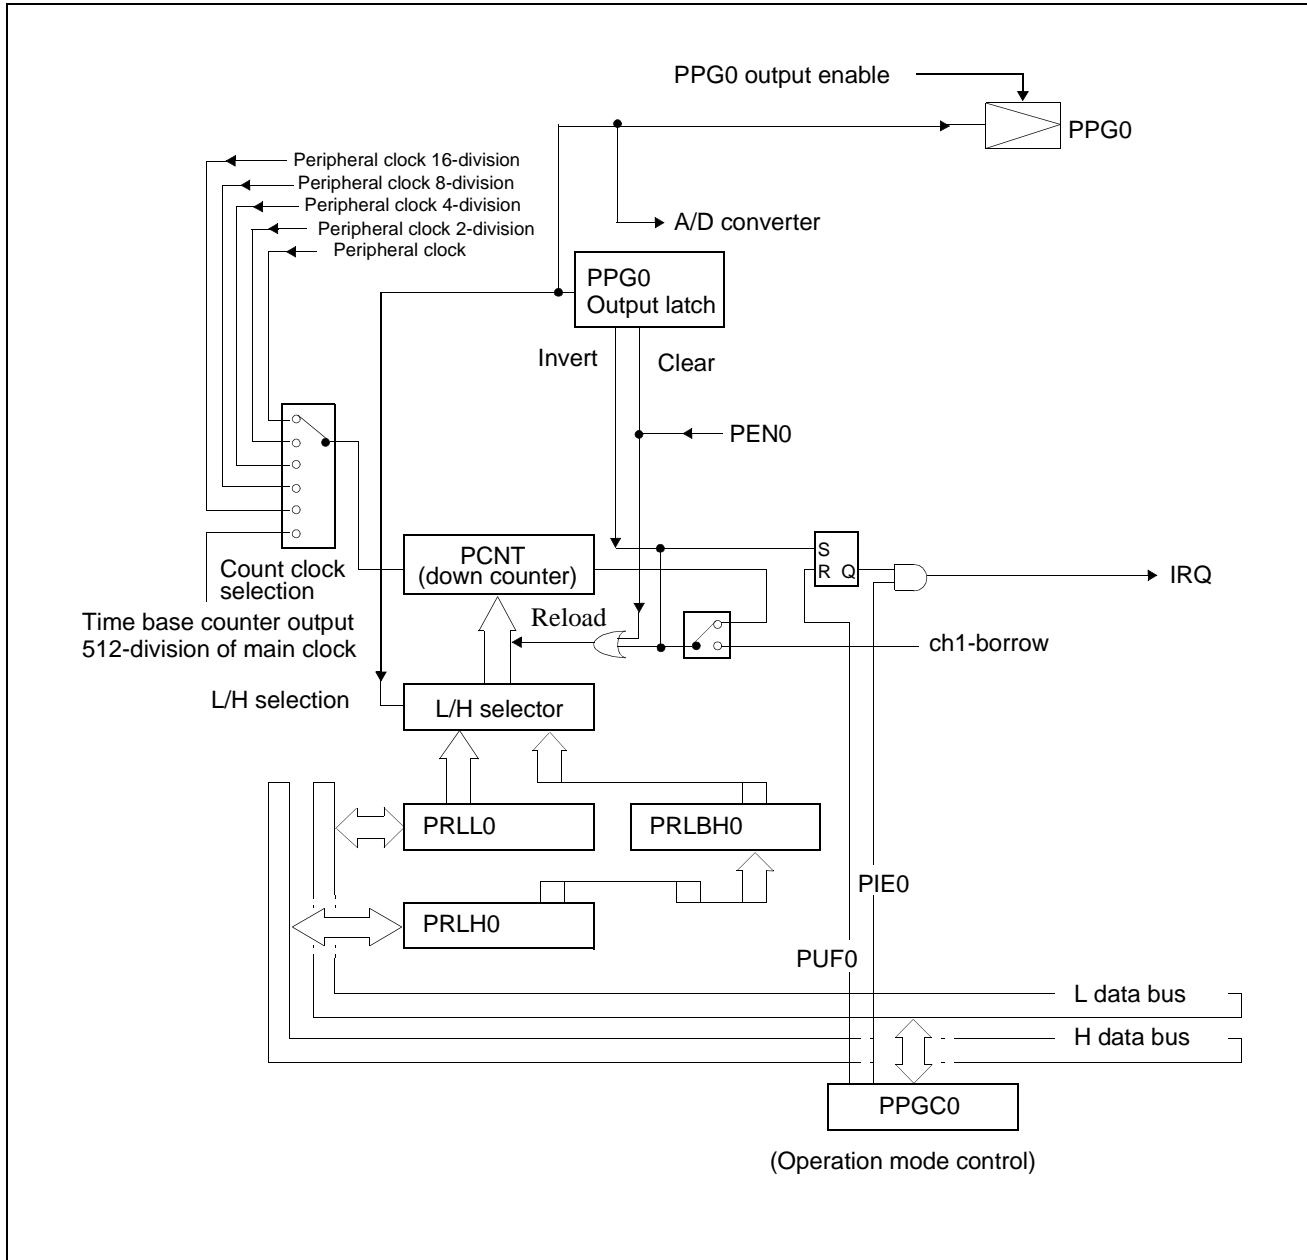 PPG0 output enable
PPG0
Peripheral clock 16-division
Peripheral clock 8-division
Peripheral clock 4-division
Peripheral clock 2-division
Peripheral clock
A/D converter
PPG0
Output latch
Invert
Clear
PEN0
Count clock
selection
Time base counter output
512-division of main clock
PCNT
(down counter)
S
R Q
IRQ
Reload
ch1-borrow
L/H selection
L/H selector
PRLL0
PRLBH0
PIE0
PRLH0
PUF0
L data bus
H data bus
PPGC0
(Operation mode control)